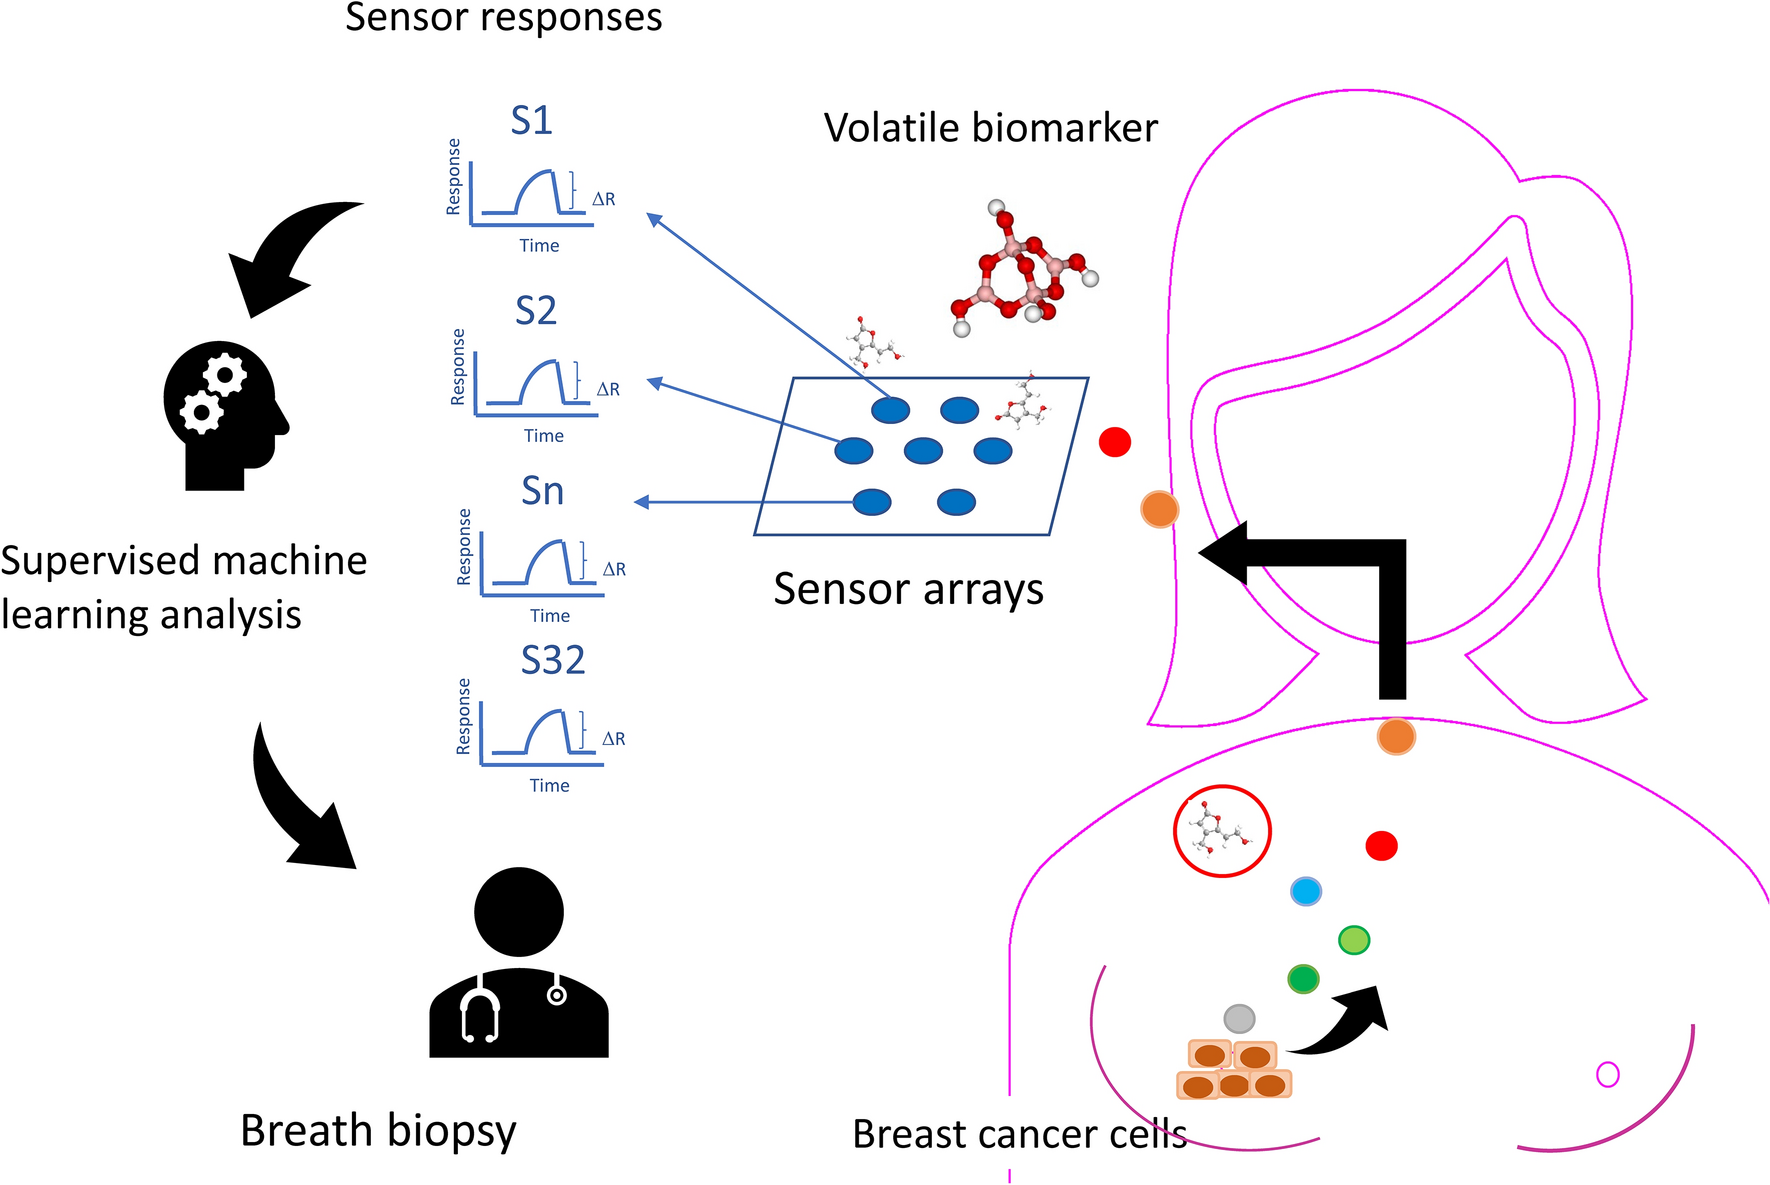 Sensor responses
S1
Response
ΔR
Time
S2
Response
ΔR
Time
Sn
Response
ΔR
Time
S32
Response
ΔR
Time
Volatile biomarker
Sensor arrays
Supervised machine
learning analysis
Breath biopsy
Breast cancer cells